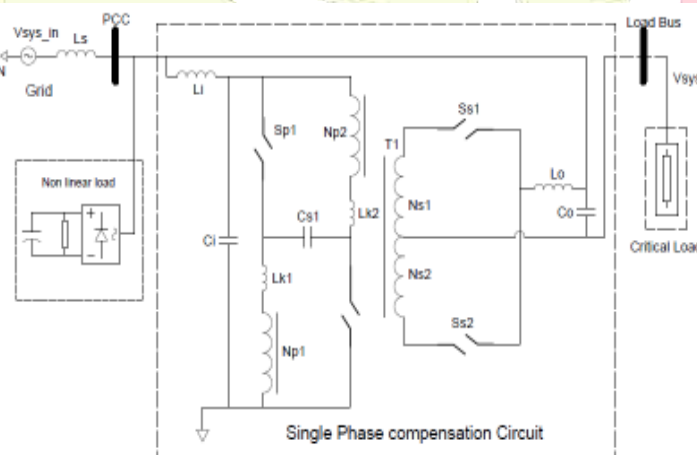 PCC
Load Bus
Vsys_in
Ls
N
Grid
Li
Vsys
Sp1
Np2
T1
Ss1
Non linear load
+
−
Lo
Ns1
Lk2
Cs1
Co
Ci
Critical Load
Lk1
Ns2
Ss2
Np1
Single Phase compensation Circuit